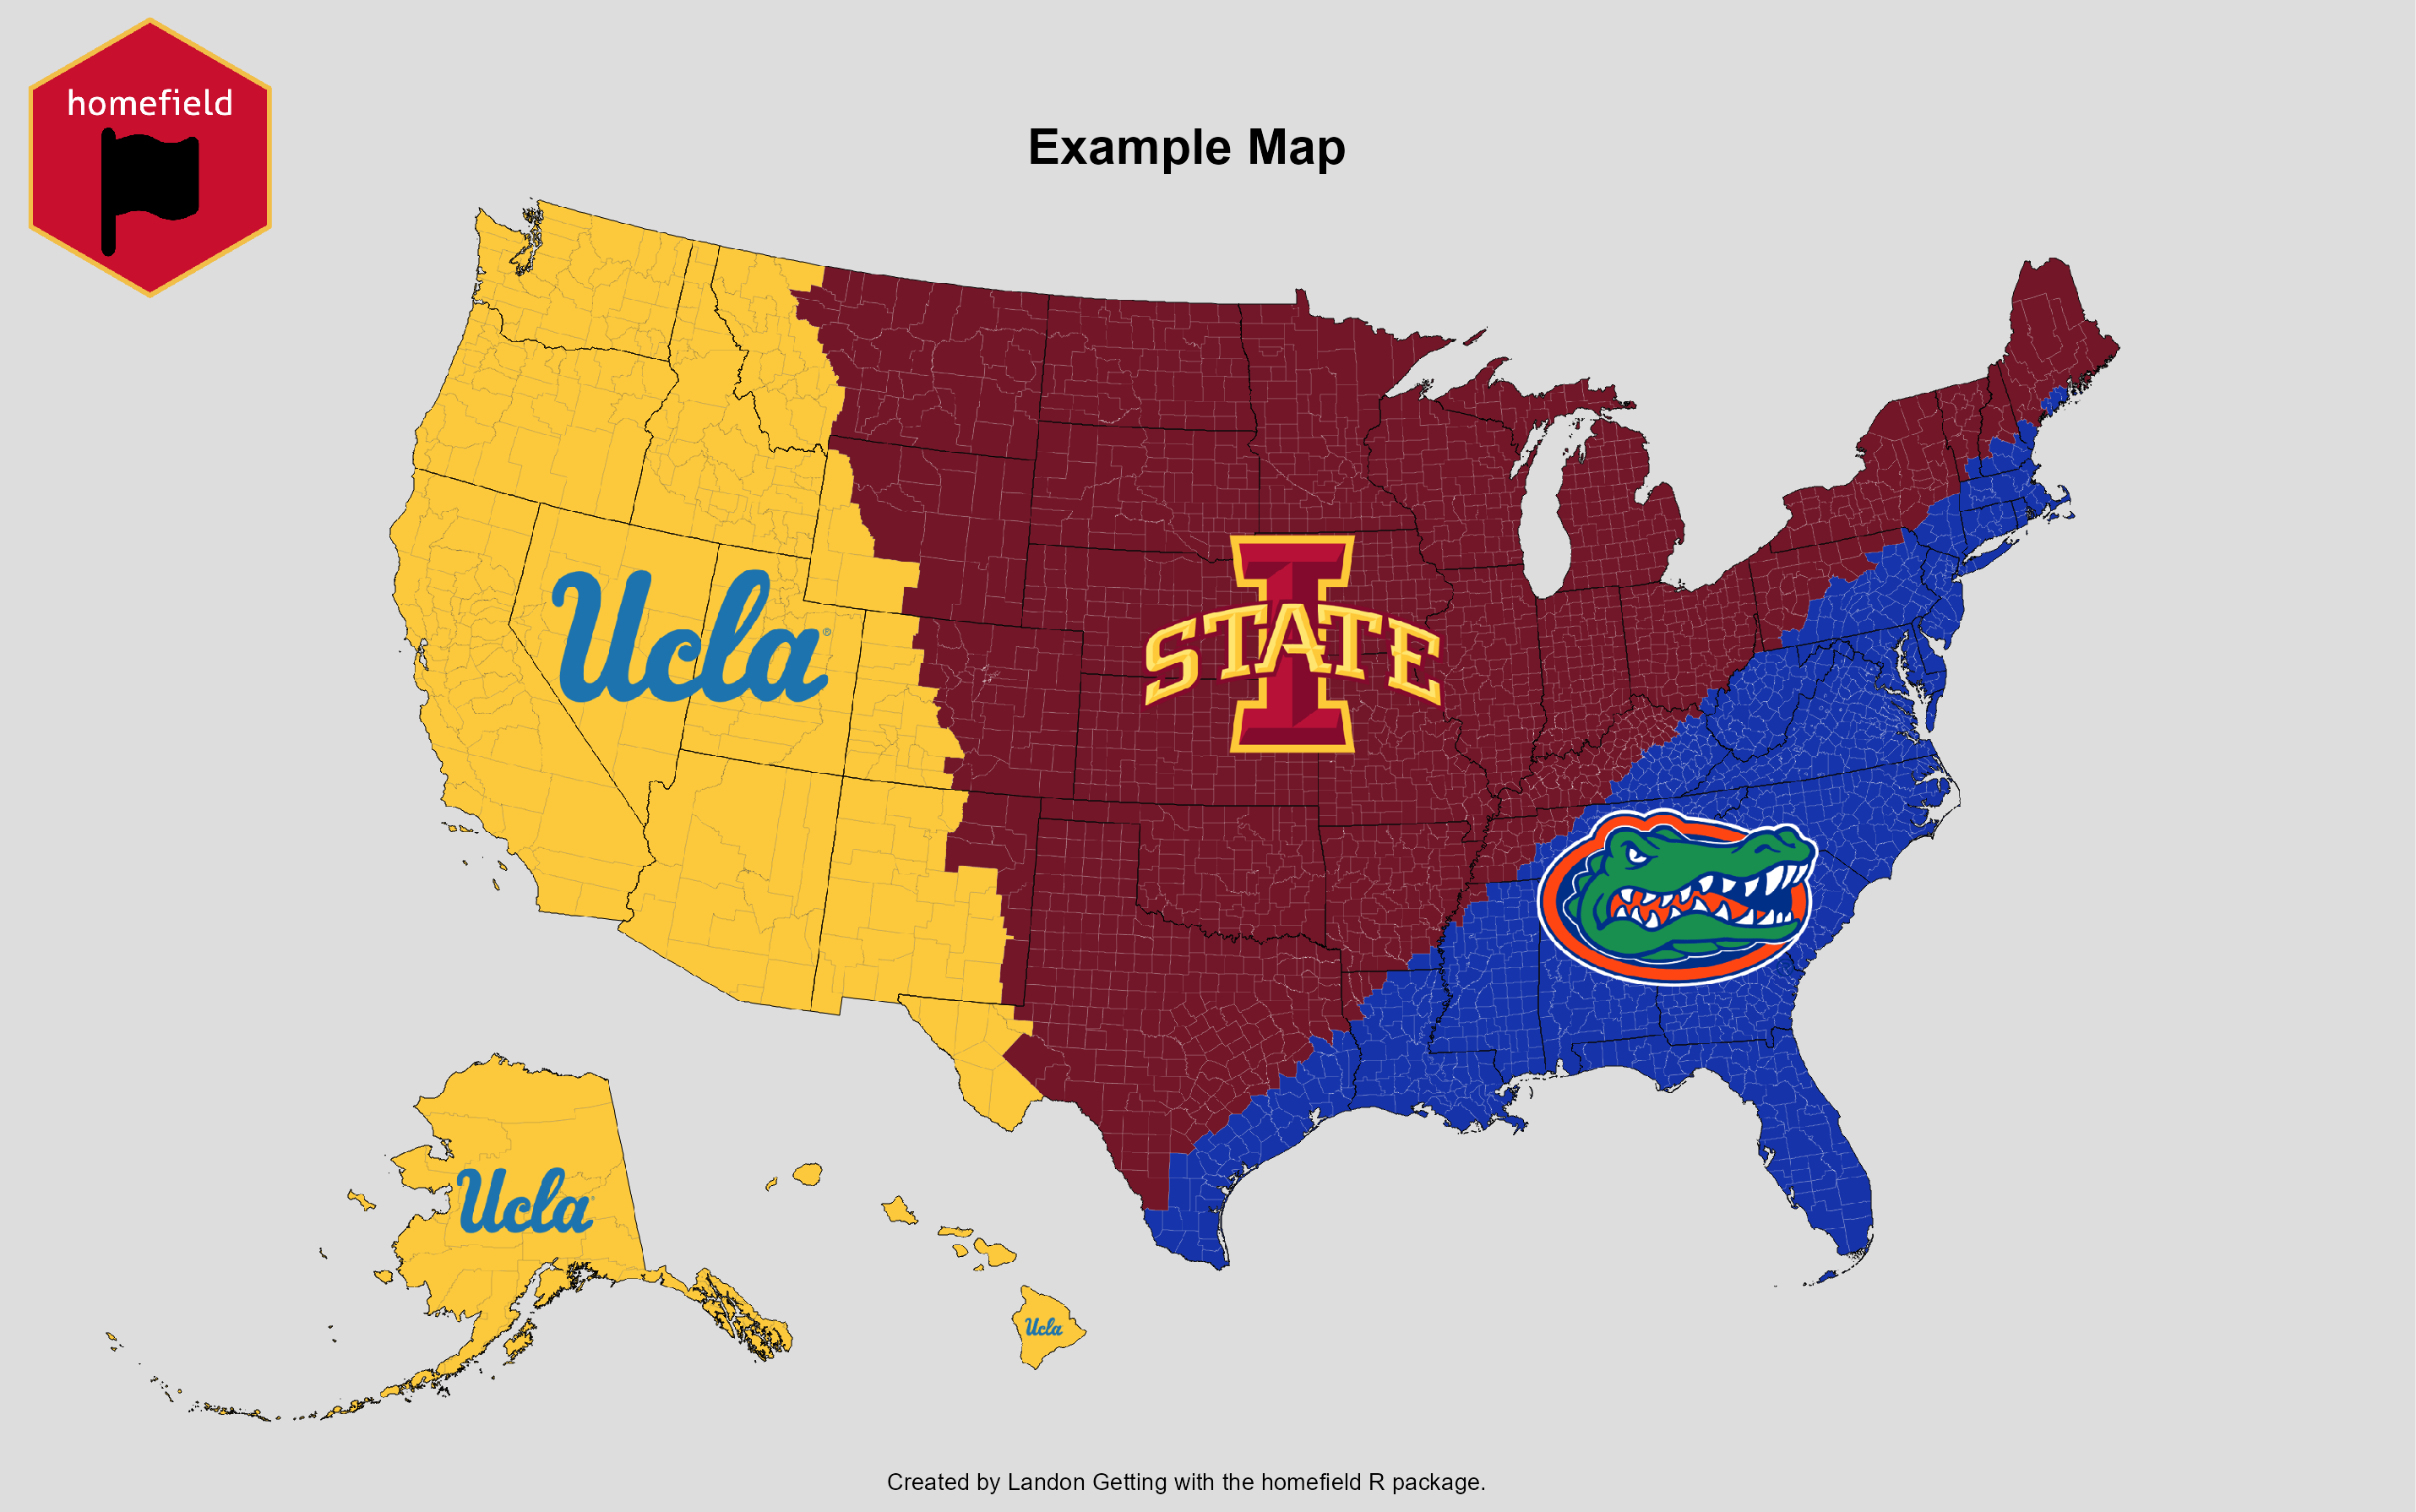 homefield
Example Map
Ucla
STATE
Ucla
Ucla
Created by Landon Getting with the homefield R package.